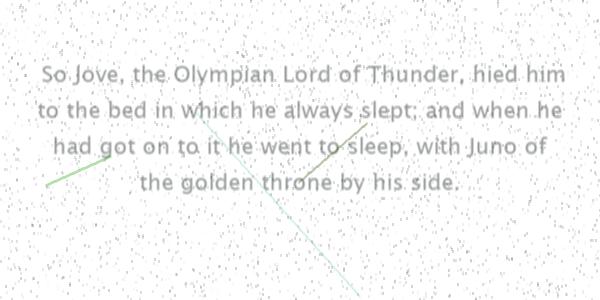 So Jove, the Olympian Lord of Thunder, hied him
to the bed in which he always slept; and when he
had got on to it he went to sleep, with Juno of
the golden throne by his side.